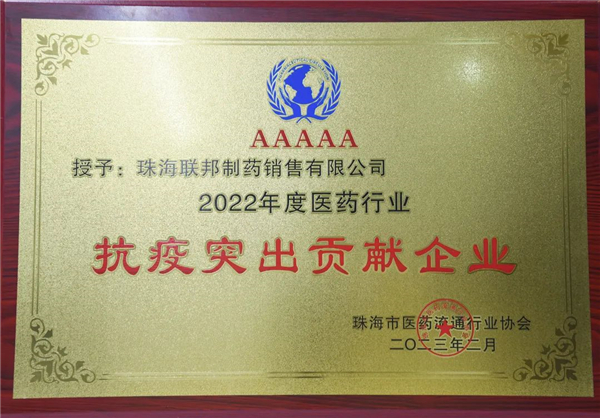 AAAAA
授予：珠海联邦制药销售有限公司
2022年度医药行业
抗疫突出贡献企业
珠海市医药流通行业协会
二〇二三年二月